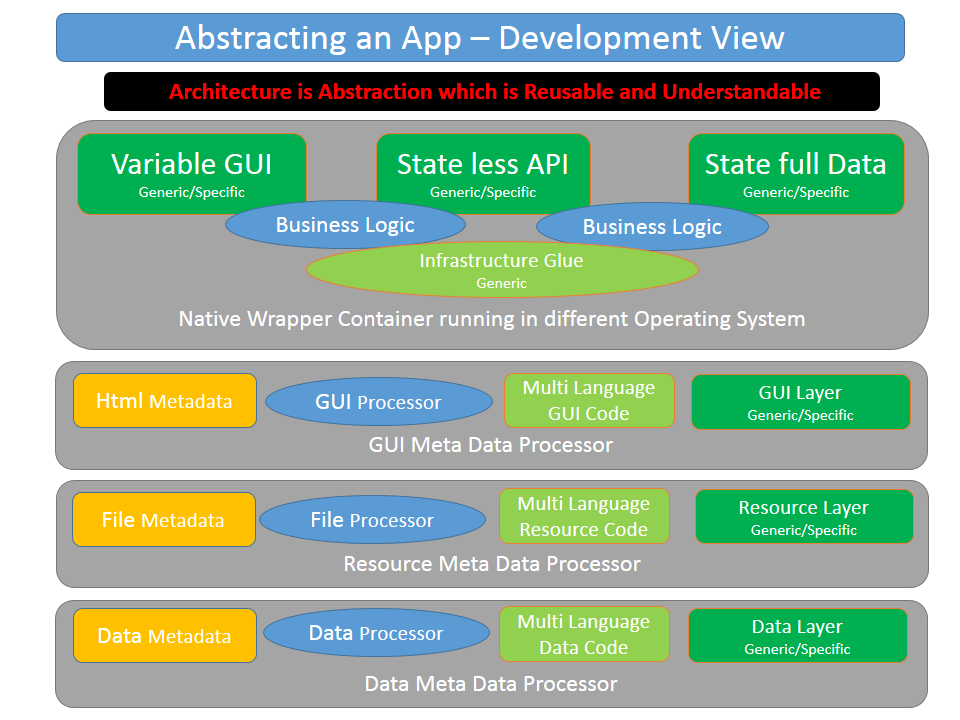 Abstracting an App – Development View
Architecture is Abstraction which is Reusable and Understandable
Variable GUI
Generic/Specific
State less API
Generic/Specific
State full Data
Generic/Specific
Business Logic
Business Logic
Infrastructure Glue
Generic
Native Wrapper Container running in different Operating System
Html Metadata
GUI Processor
Multi Language
GUI Code
GUI Layer
Generic/Specific
GUI Meta Data Processor
File Metadata
File Processor
Multi Language
Resource Code
Resource Layer
Generic/Specific
Resource Meta Data Processor
Data Metadata
Data Processor
Multi Language
Data Code
Data Layer
Generic/Specific
Data Meta Data Processor